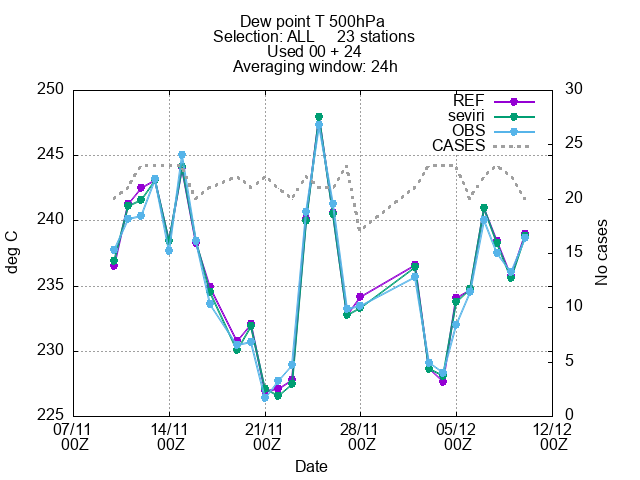 Dew point T 500hPa
Selection: ALL 23 stations
Used 00 + 24
Averaging window: 24h
250
245
240
235
230
225
deg C
30
25
20
15
10
5
0
No cases
REF
seviri
OBS
CASES
07/11 14/11 21/11 28/11 05/12 12/12
00Z 00Z 00Z 00Z 00Z 00Z
Date